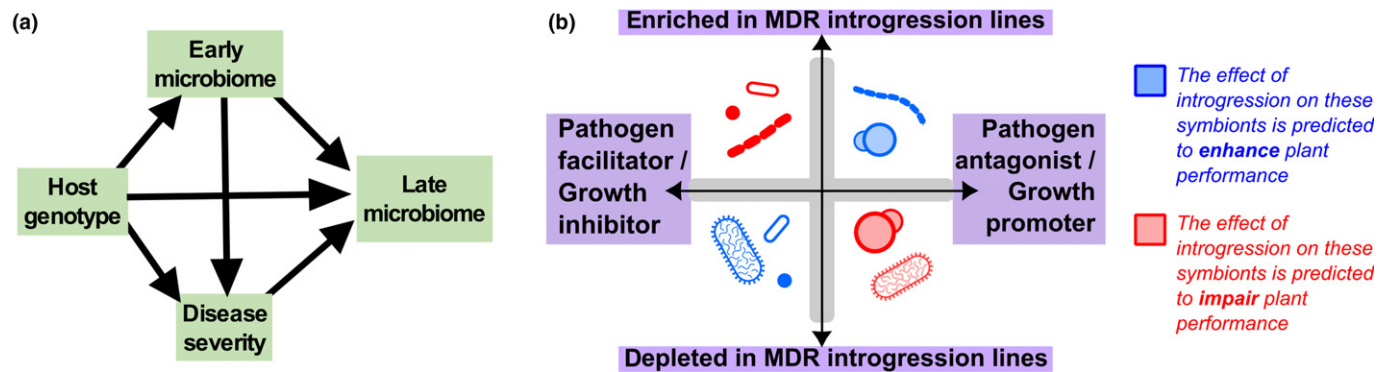 (a)
Early
microbiome
Host
genotype
Late
microbiome
Disease
severity
(b)
Enriched in MDR introgression lines
Pathogen
facilitator /
Growth
inhibitor
Pathogen
antagonist /
Growth
promoter
Depleted in MDR introgression lines
The effect of
introgression on these
symbionts is predicted
to enhance plant
performance
The effect of
introgression on these
symbionts is predicted
to impair plant
performance